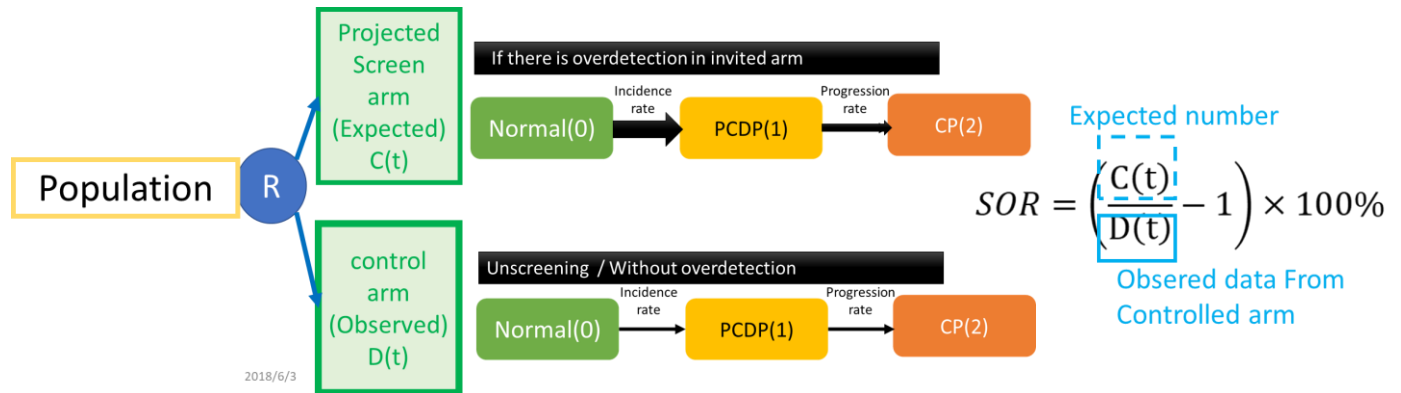 Population
R
Projected
Screen
arm
(Expected)
C(t)
If there is overdetection in invited arm
Normal(0)
Incidence
rate
PCDP(1)
Progression
rate
CP(2)
control
arm
(Observed)
D(t)
Unscreening / Without overdetection
Normal(0)
Incidence
rate
PCDP(1)
Progression
rate
CP(2)
2018/6/3
Expected number
SOR = (C(t)/D(t) − 1) × 100%
Obsered data From
Controlled arm